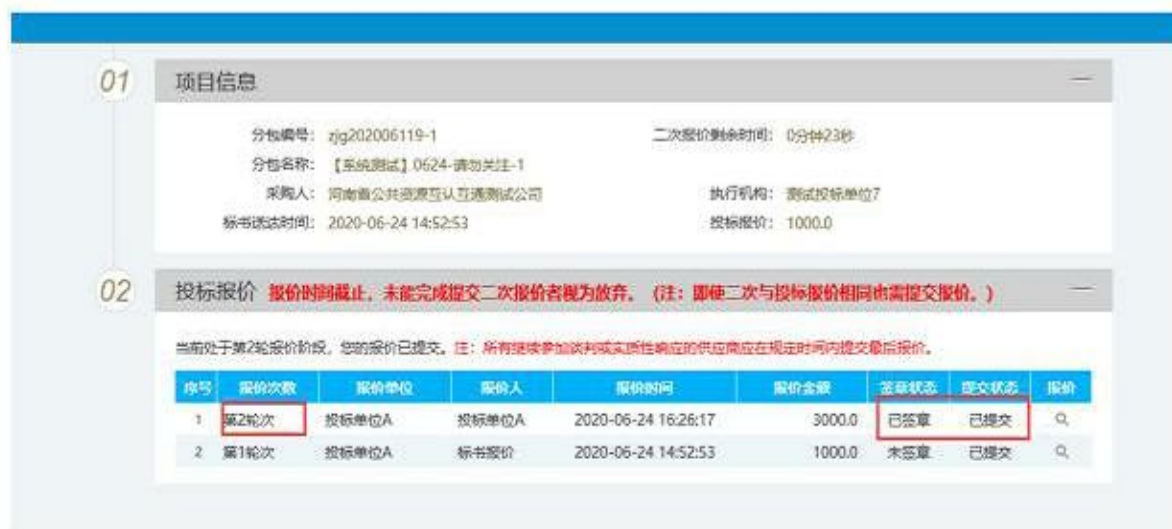 01 项目信息
分包编号： zjg202006119-1 二次报价剩余时间： 0分钟23秒
分包名称： 【系统测试】0624-请勿关注-1
采购人： 河南省公共资源互认互通测试公司 执行机构： 测试投标单位7
标书送达时间： 2020-06-24 14:52:53 投标报价： 1000.0
02 投标报价 报价时间截止，未能完成提交二次报价者视为放弃。（注：即使二次与投标报价相同也需提交报价。）
当前处于第2轮报价阶段，您的报价已提交。注：所有继续参加谈判或实质性响应的供应商应在规定时间内提交最后报价。
序号 报价次数 报价单位 报价人 报价时间 报价金额 签章状态 提交状态 报价
1 第2轮次 投标单位A 投标单位A 2020-06-24 16:26:17 3000.0 已签章 已提交
2 第1轮次 投标单位A 标书报价 2020-06-24 14:52:53 1000.0 未签章 已提交